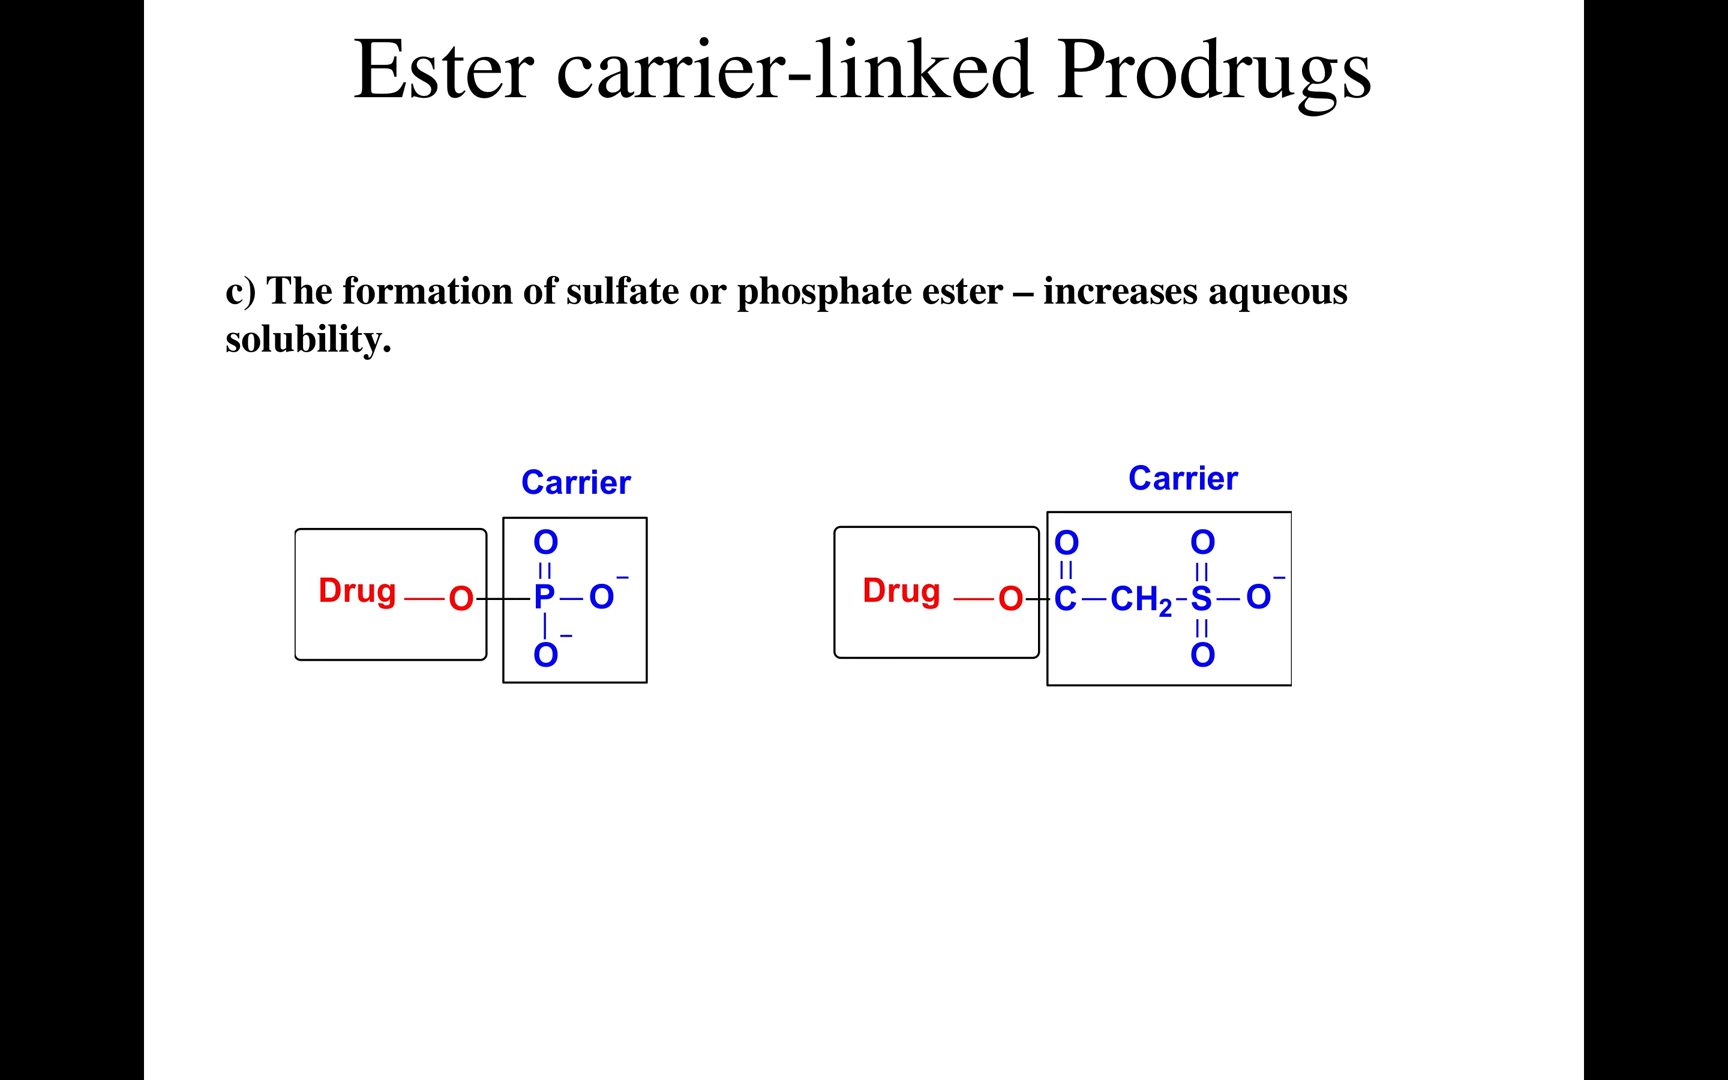 Ester carrier-linked Prodrugs
c) The formation of sulfate or phosphate ester – increases aqueous
solubility.
Carrier
Carrier
O
O
O
Drug
O
P
O
–
O
–
Drug
O
C
CH2
S
O
–
O